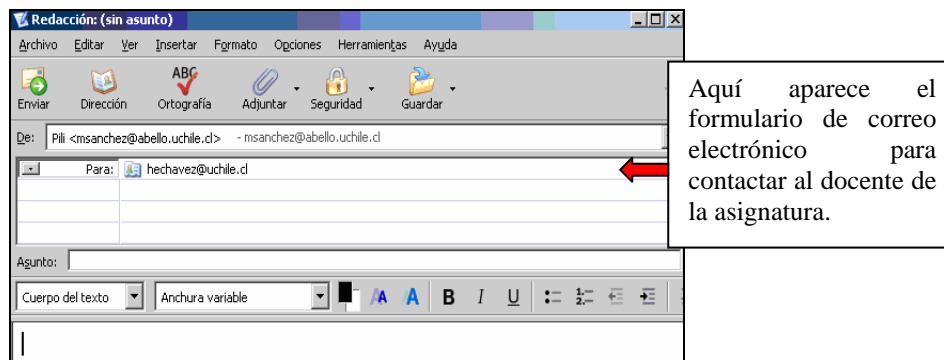 Redacción: (sin asunto)
Archivo Editar Ver Insertar Formato Opciones Herramientas Ayuda
ABC
Enviar Dirección Ortografía Adjuntar Seguridad Guardar
De: Pili <msanchez@abello.uchile.cl> - msanchez@abello.uchile.cl
Para: hechavez@uchile.cl
Asunto:
Cuerpo del texto Anchura variable A A A B I U
Aquí aparece el
formulario de correo
electrónico para
contactar al docente de
la asignatura.